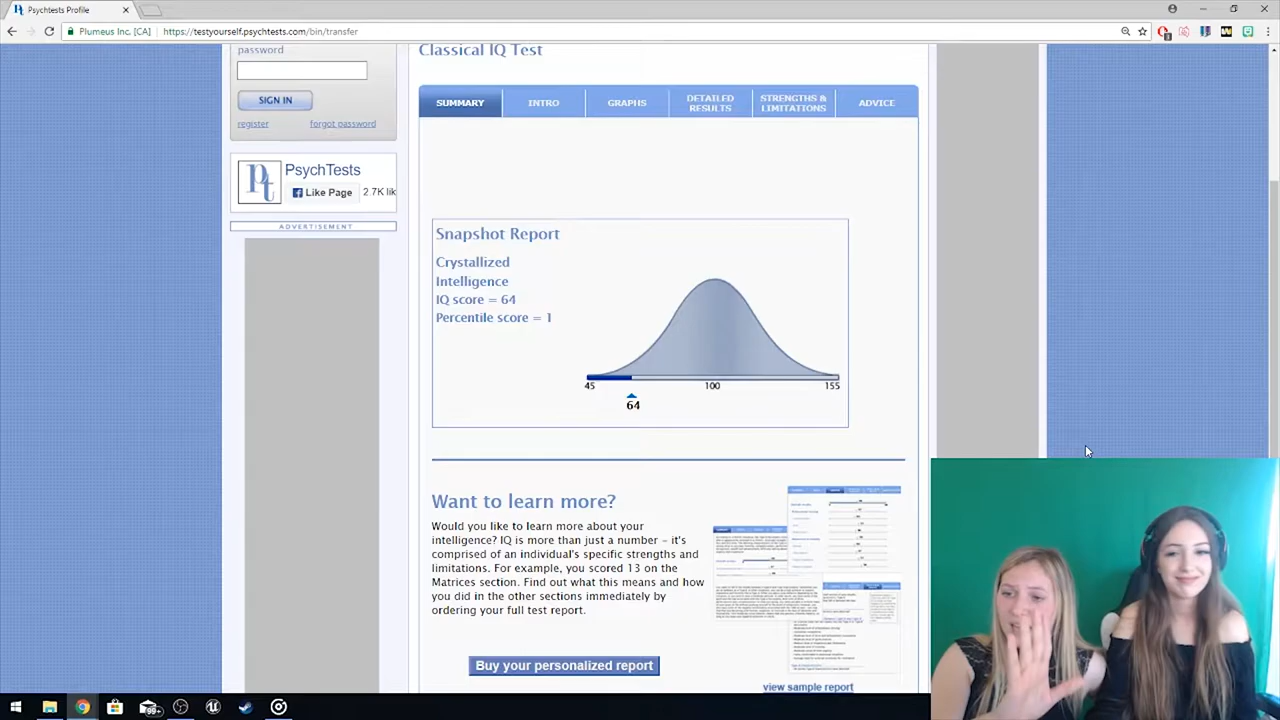 Psychtests Profile
Plumeus Inc. [CA]
https://testyourself.psychtests.com/bin/transfer
password
SIGN IN
register
forgot password
PsychTests
Like Page
2.7K lik
ADVERTISEMENT
Classical IQ Test
SUMMARY
INTRO
GRAPHS
DETAILED
RESULTS
STRENGTHS &
LIMITATIONS
ADVICE
Snapshot Report
Crystallized
Intelligence
IQ score = 64
Percentile score = 1
45
100
155
64
Want to learn more?
Would you like to learn more about your
intelligence? IQ is more than just a number – it's
comprised of an individual's specific strengths and
limitations. For example, you scored 13 on the
Matrices section. Find out what this means and how
you did in the other sections immediately by
ordering the full test report.
Buy your personalized report
view sample report
99+